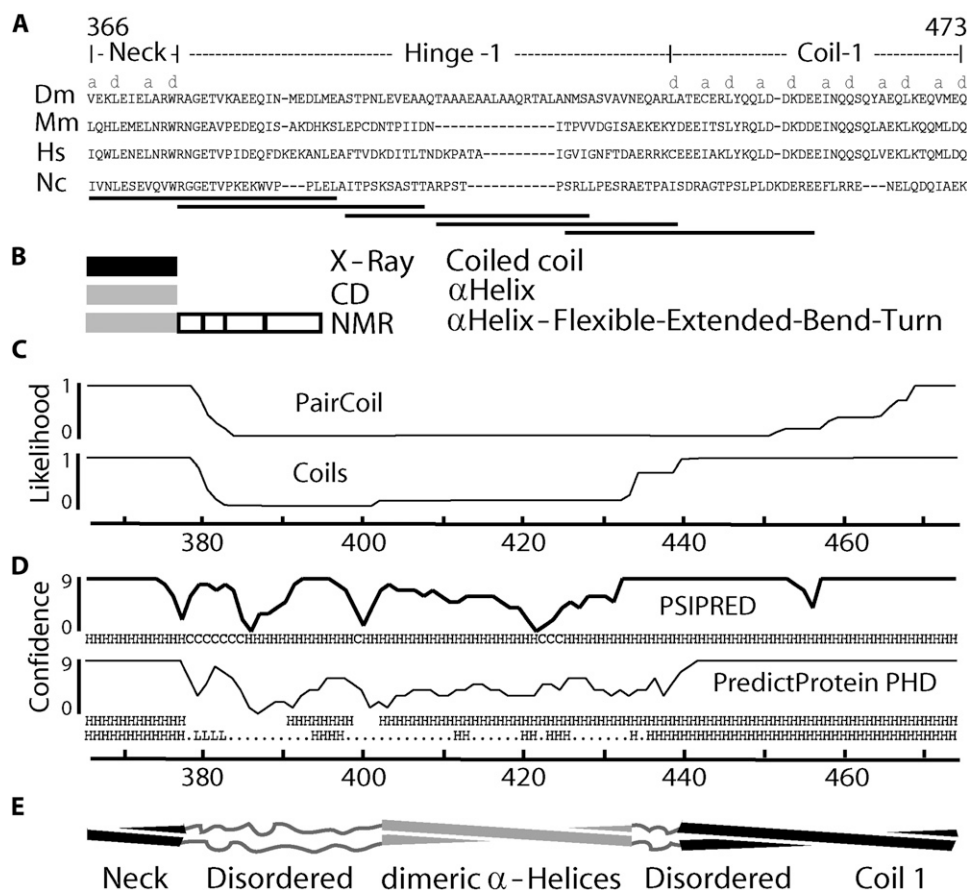 A
366 473
|- Neck -|---------------- Hinge -1 ----------------|---------- Coil-1 ----------|
a d a d d a d a d a d a d
Dm VEKLEIELARWRAGETVKAEEQIN-MEDLMEASTPNLEVEAAQTAAAEAALAAQRTALANMSASVAVNEQARLATECERLYQQLD-DKDEEINQQSQYAEQLKEQVMEQ
Mm LQHLEMELNRWRNGEAVPEDEQIS-AKDHKSLEPCDNTPIIDN---------------ITPVVDGISAEKEKYDEEITSLYRQLD-DKDDEINQQSQLAEKLKQQMLDQ
Hs IQWLENELNRWRNGETVPIDEQFDKEKANLEAFTVDKDITLTNDKPATA---------IGVIGNFTDAERRKCEEEIAKLYKQLD-DKDEEINQQSQLVEKLKTQMLDQ
Nc IVNLESEVQVWRGGETVPKEKWVP---PLELAITPSKSASTTARPST-----------PSRLLPESRAETPAISDRAGTPSLPLDKDEREEFLRRE---NELQDQIAEK
B
X-Ray Coiled coil
CD αHelix
NMR αHelix-Flexible-Extended-Bend-Turn
C
Likelihood
1
0
PairCoil
1
0
Coils
380 400 420 440 460
D
Confidence
9
0
PSIPRED
HHHHHHHHHHHHCCCCCCCCHHHHHHHHHHHHHCHHHHHHHHHHHHHHHHHHHHHHCCCHHHHHHHHHHHHHHHHHHHHHHHHHHHHHHHHHHHHHHHHHHHHHHHHH
9
0
PredictProtein PHD
HHHHHHHHHHHH HHHHHHHH HHHHHHHHHHHHHHHHHHHHHHHHHHHHHHHHHHHHHHHHHHHHHHHHHHHHHHHHHHHHHHHHHHHHHHHH
HHHHHHHHHHHH.LLLL...........HHHH..............HH......HH.HHH.......H.HHHHHHHHHHHHHHHHHHHHHHHHHHHHHHHHHHHHHHH
380 400 420 440 460
E
Neck Disordered dimeric α-Helices Disordered Coil 1